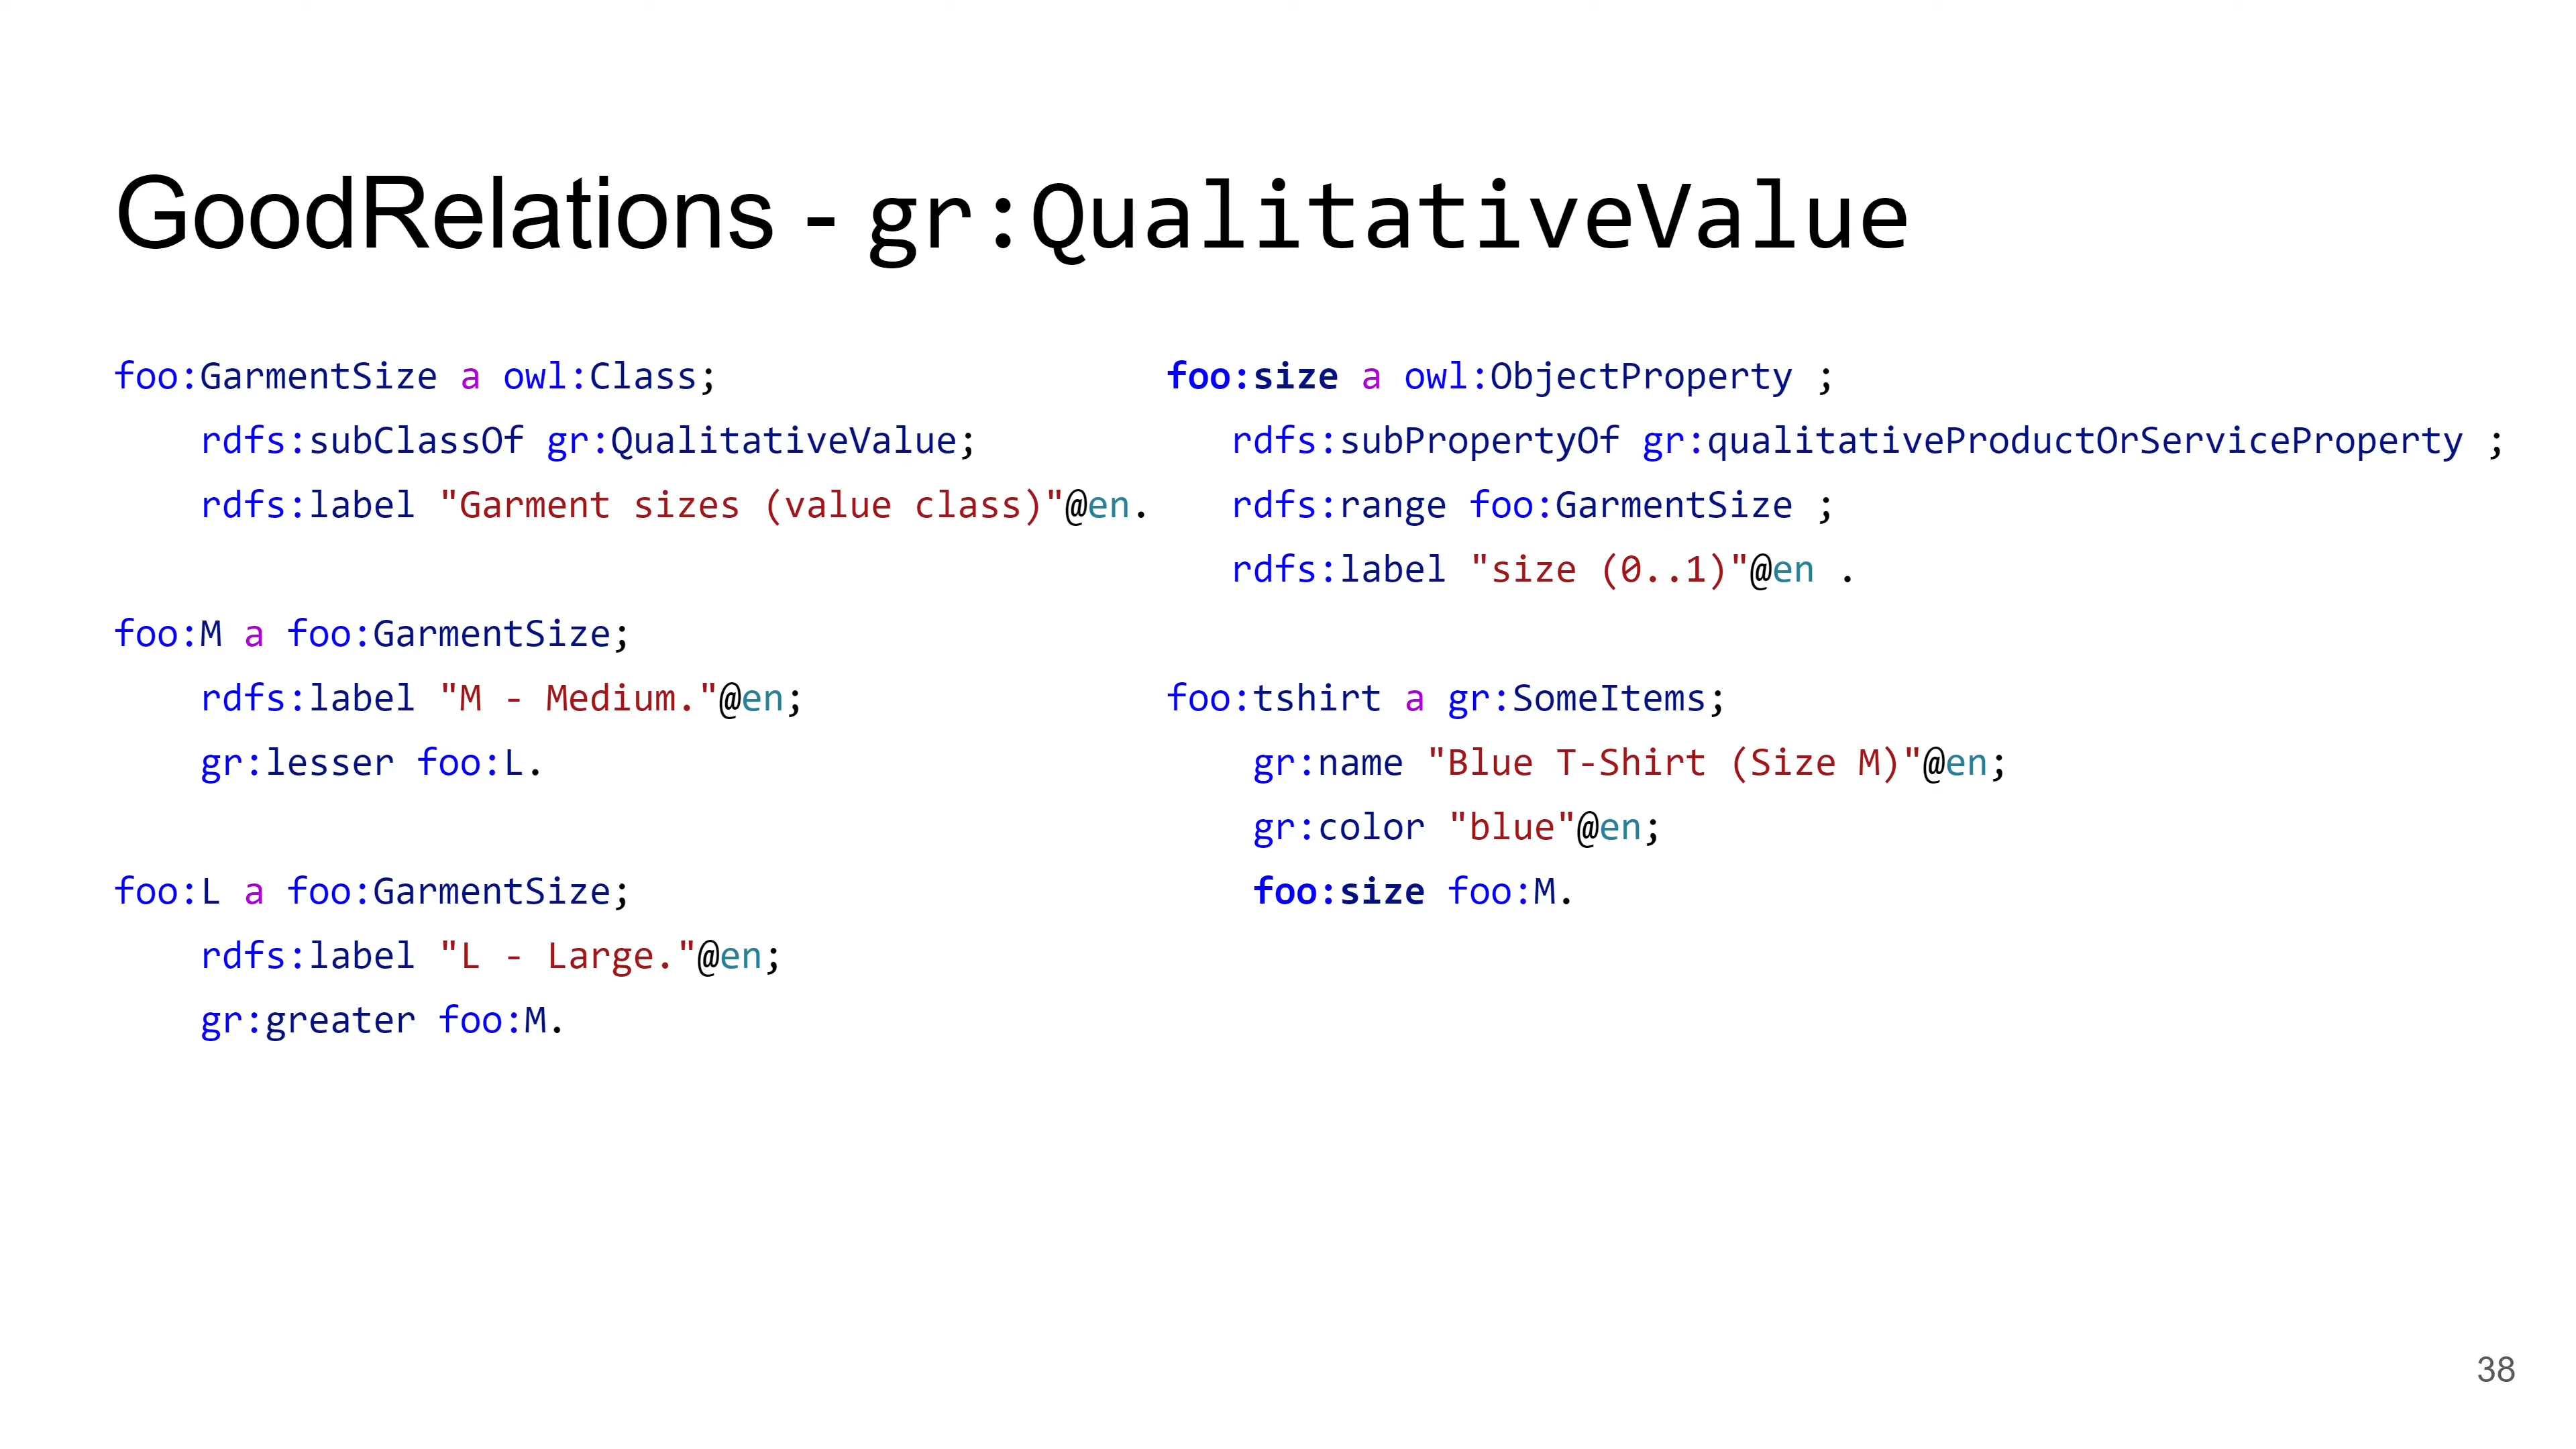 GoodRelations - gr:QualitativeValue
foo:GarmentSize a owl:Class;
rdfs:subClassOf gr:QualitativeValue;
rdfs:label "Garment sizes (value class)"@en.
foo:M a foo:GarmentSize;
rdfs:label "M - Medium."@en;
gr:lesser foo:L.
foo:L a foo:GarmentSize;
rdfs:label "L - Large."@en;
gr:greater foo:M.
foo:size a owl:ObjectProperty ;
rdfs:subPropertyOf gr:qualitativeProductOrServiceProperty ;
rdfs:range foo:GarmentSize ;
rdfs:label "size (0..1)"@en .
foo:tshirt a gr:SomeItems;
gr:name "Blue T-Shirt (Size M)"@en;
gr:color "blue"@en;
foo:size foo:M.
38